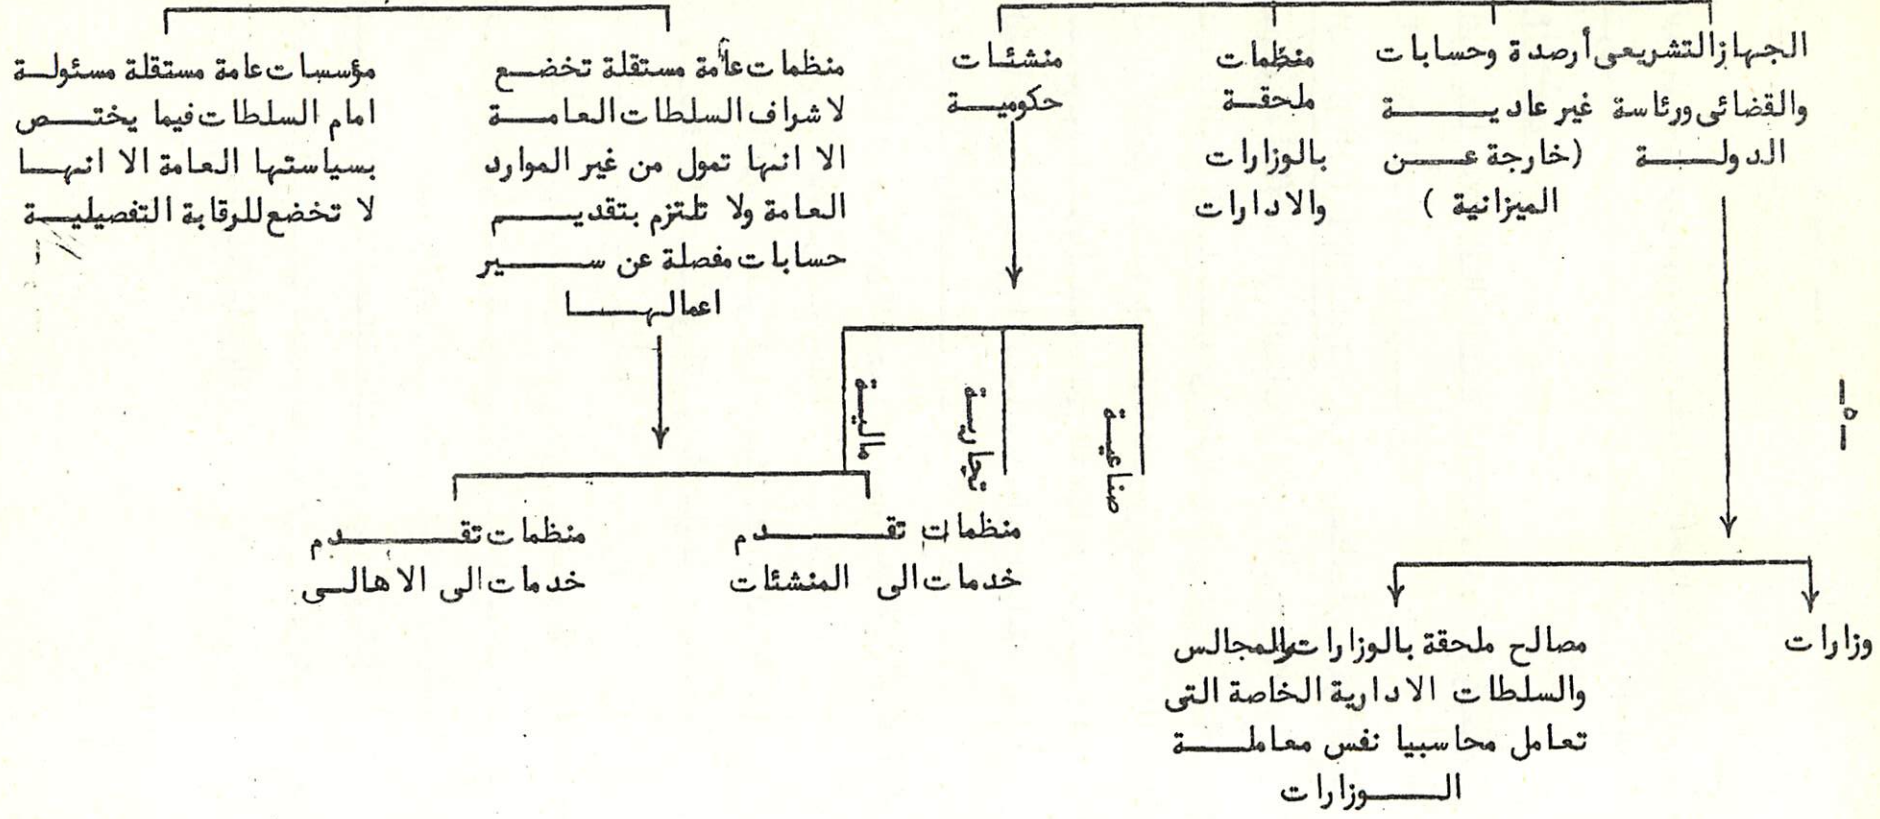 الجهاز التشريعى
والقضائى ورئاسة
الدولة
أرصدة وحسابات
غير عادية
(خارجة عن
الميزانية )
منظمات
ملحقة
بالوزارات
والادارات
منشئات
حكومية
منظمات عامة مستقلة تخضع
لاشراف السلطات العامة
الا انها تمول من غير الموارد
العامة ولا تلتزم بتقديم
حسابات مفصلة عن سير
اعمالها
مؤسسات عامة مستقلة مسئولة
امام السلطات فيما يختص
بسياستها العامة الا انها
لا تخضع للرقابة التفصيلية
صناعية
تجارية
مالية
منظمات تقدم
خدمات الى المنشئات
منظمات تقدم
خدمات الى الاهالى
وزارات
مصالح ملحقة بالوزارات والمجالس
والسلطات الادارية الخاصة التى
تعامل محاسبيا نفس معاملة
الوزارات
- ٥ -